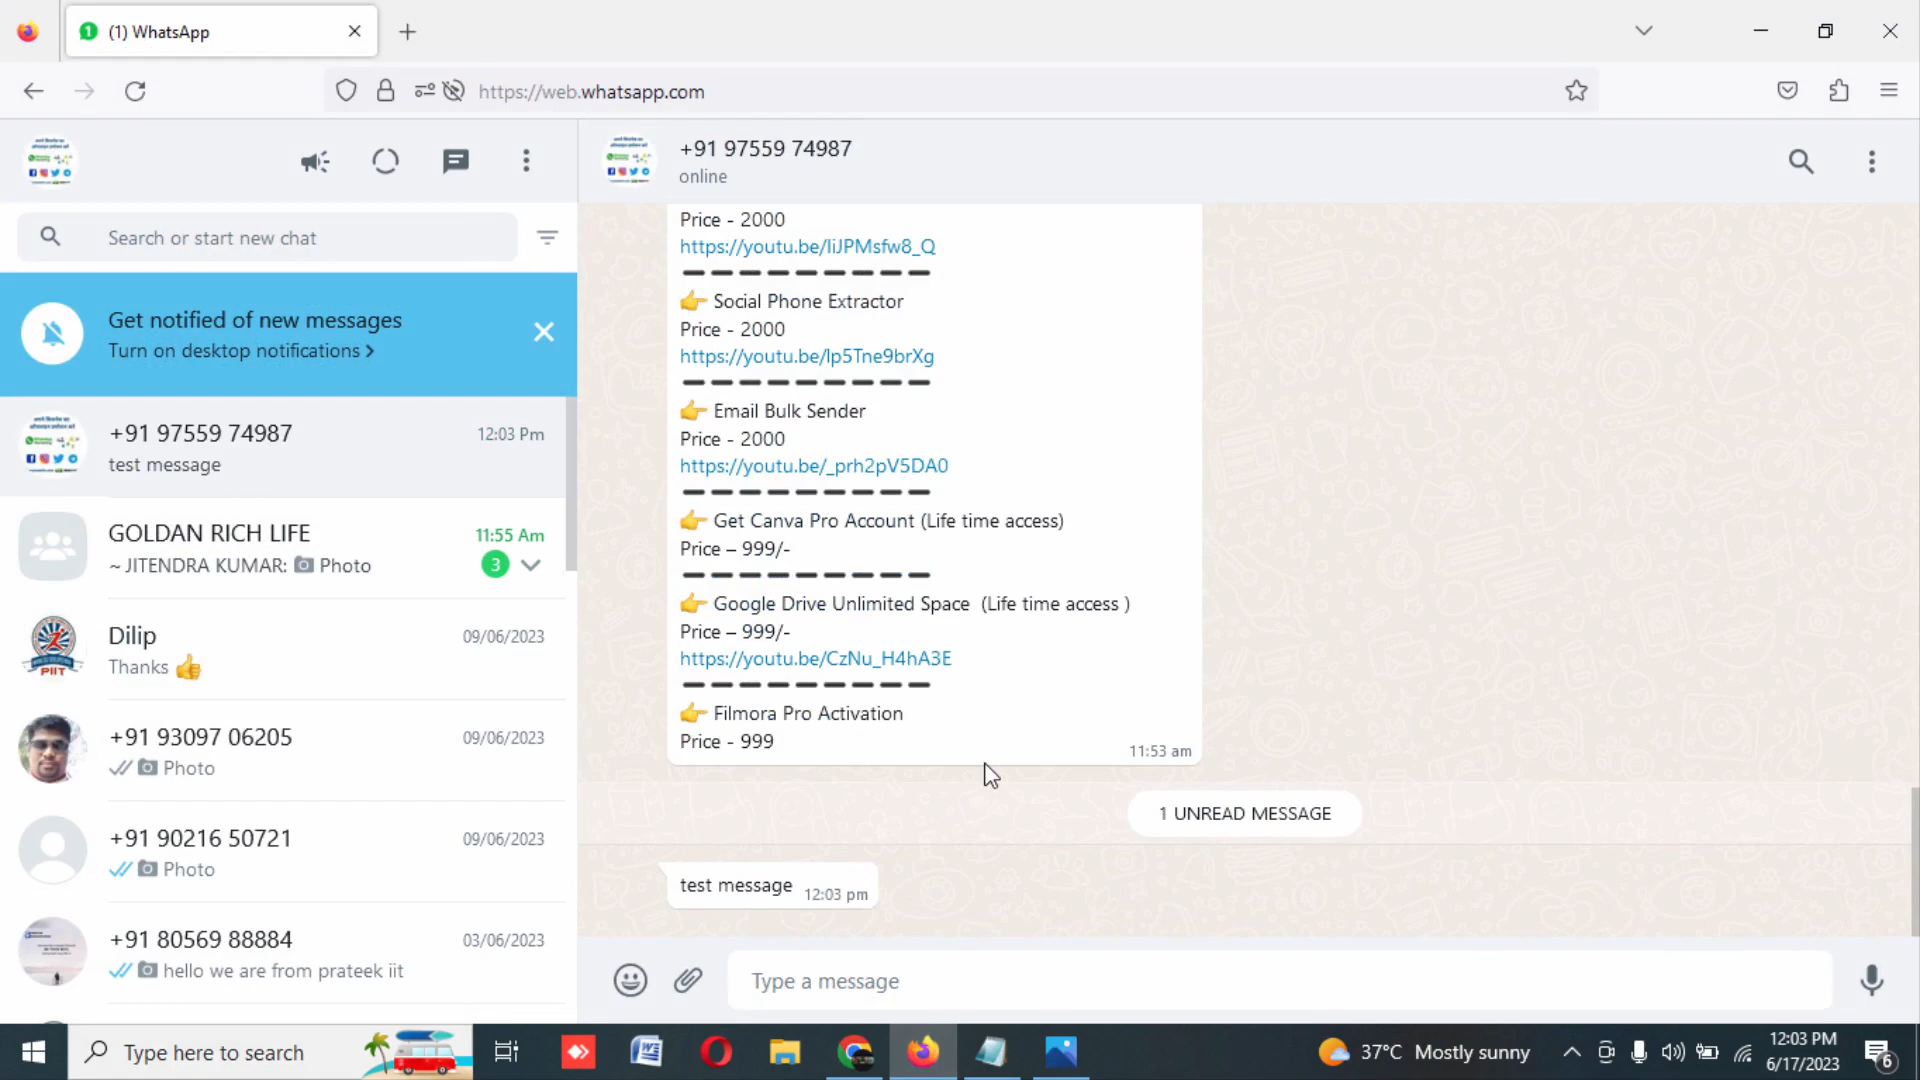 (1) WhatsApp
https://web.whatsapp.com
+91 97559 74987
online
Search or start new chat
Get notified of new messages
Turn on desktop notifications >
+91 97559 74987
12:03 Pm
test message
GOLDAN RICH LIFE
11:55 Am
~ JITENDRA KUMAR: Photo
3
Dilip
09/06/2023
Thanks 👍
PIIT
+91 93097 06205
09/06/2023
Photo
+91 90216 50721
09/06/2023
Photo
+91 80569 88884
03/06/2023
hello we are from prateek iit
Price - 2000
https://youtu.be/IiJPMsfw8_Q
➖➖➖➖➖➖➖➖➖
👉 Social Phone Extractor
Price - 2000
https://youtu.be/lp5Tne9brXg
➖➖➖➖➖➖➖➖➖
👉 Email Bulk Sender
Price - 2000
https://youtu.be/_prh2pV5DA0
➖➖➖➖➖➖➖➖➖
👉 Get Canva Pro Account (Life time access)
Price – 999/-
➖➖➖➖➖➖➖➖➖
👉 Google Drive Unlimited Space  (Life time access )
Price – 999/-
https://youtu.be/CzNu_H4hA3E
➖➖➖➖➖➖➖➖➖
👉 Filmora Pro Activation
Price - 999
11:53 am
1 UNREAD MESSAGE
test message 12:03 pm
Type a message
Type here to search
37°C Mostly sunny
12:03 PM
6/17/2023
6